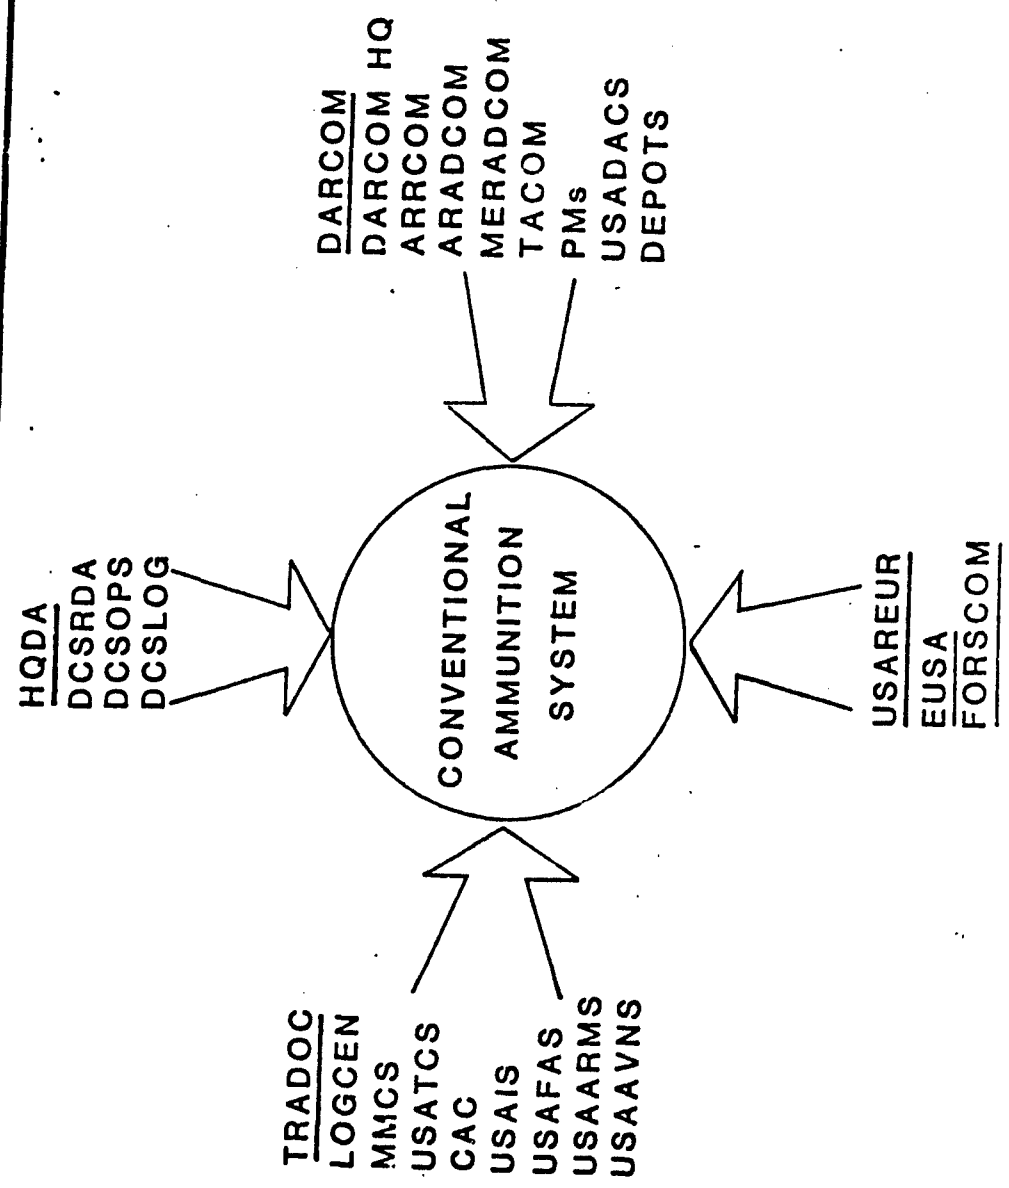 HQDA
DCSRDA
DCSOPS
DCSLOG
TRADOC
LOGCEN
MMCS
USATCS
CAC
USAIS
USAFAS
USAARMS
USAAVNS
CONVENTIONAL
AMMUNITION
SYSTEM
DARCOM
DARCOM HQ
ARRCOM
ARADCOM
MERADCOM
TACOM
PMs
USADACS
DEPOTS
USAREUR
EUSA
FORSCOM